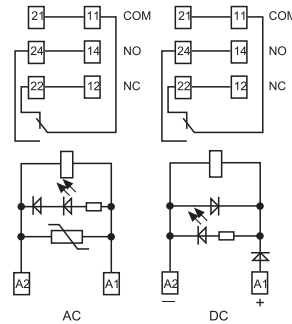 21 11 COM 21 11 COM
24 14 NO 24 14 NO
22 12 NC 22 12 NC
A2 A1 A2 A1
− +
AC DC